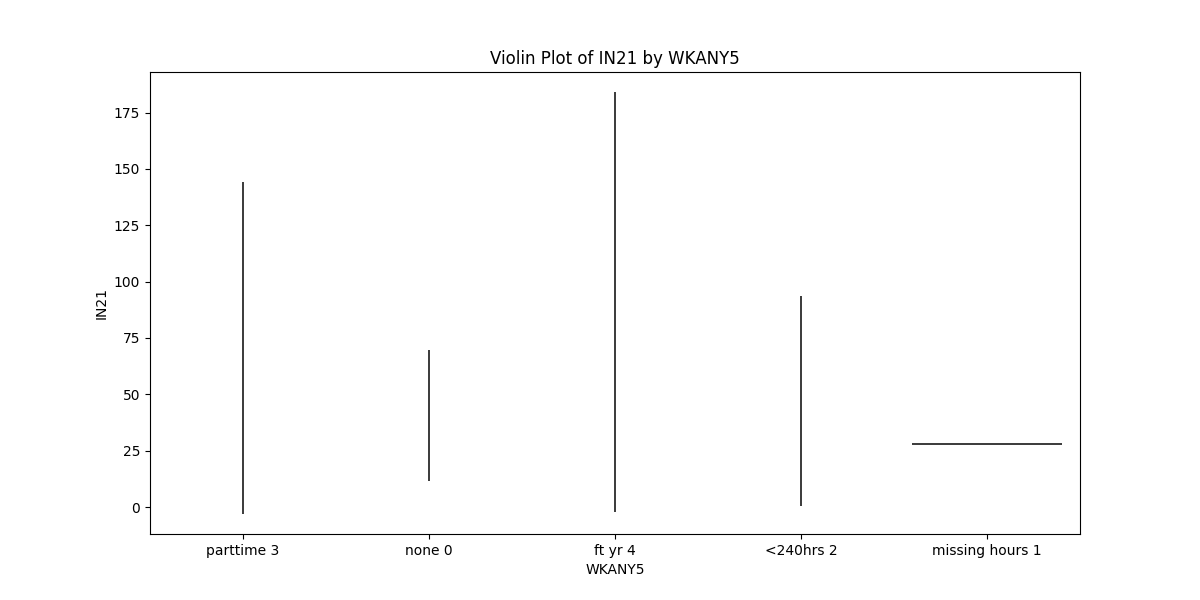 Violin Plot of IN21 by WKANY5
175
150
125
100
75
50
25
0
IN21
parttime 3
none 0
ft yr 4
<240hrs 2
missing hours 1
WKANY5